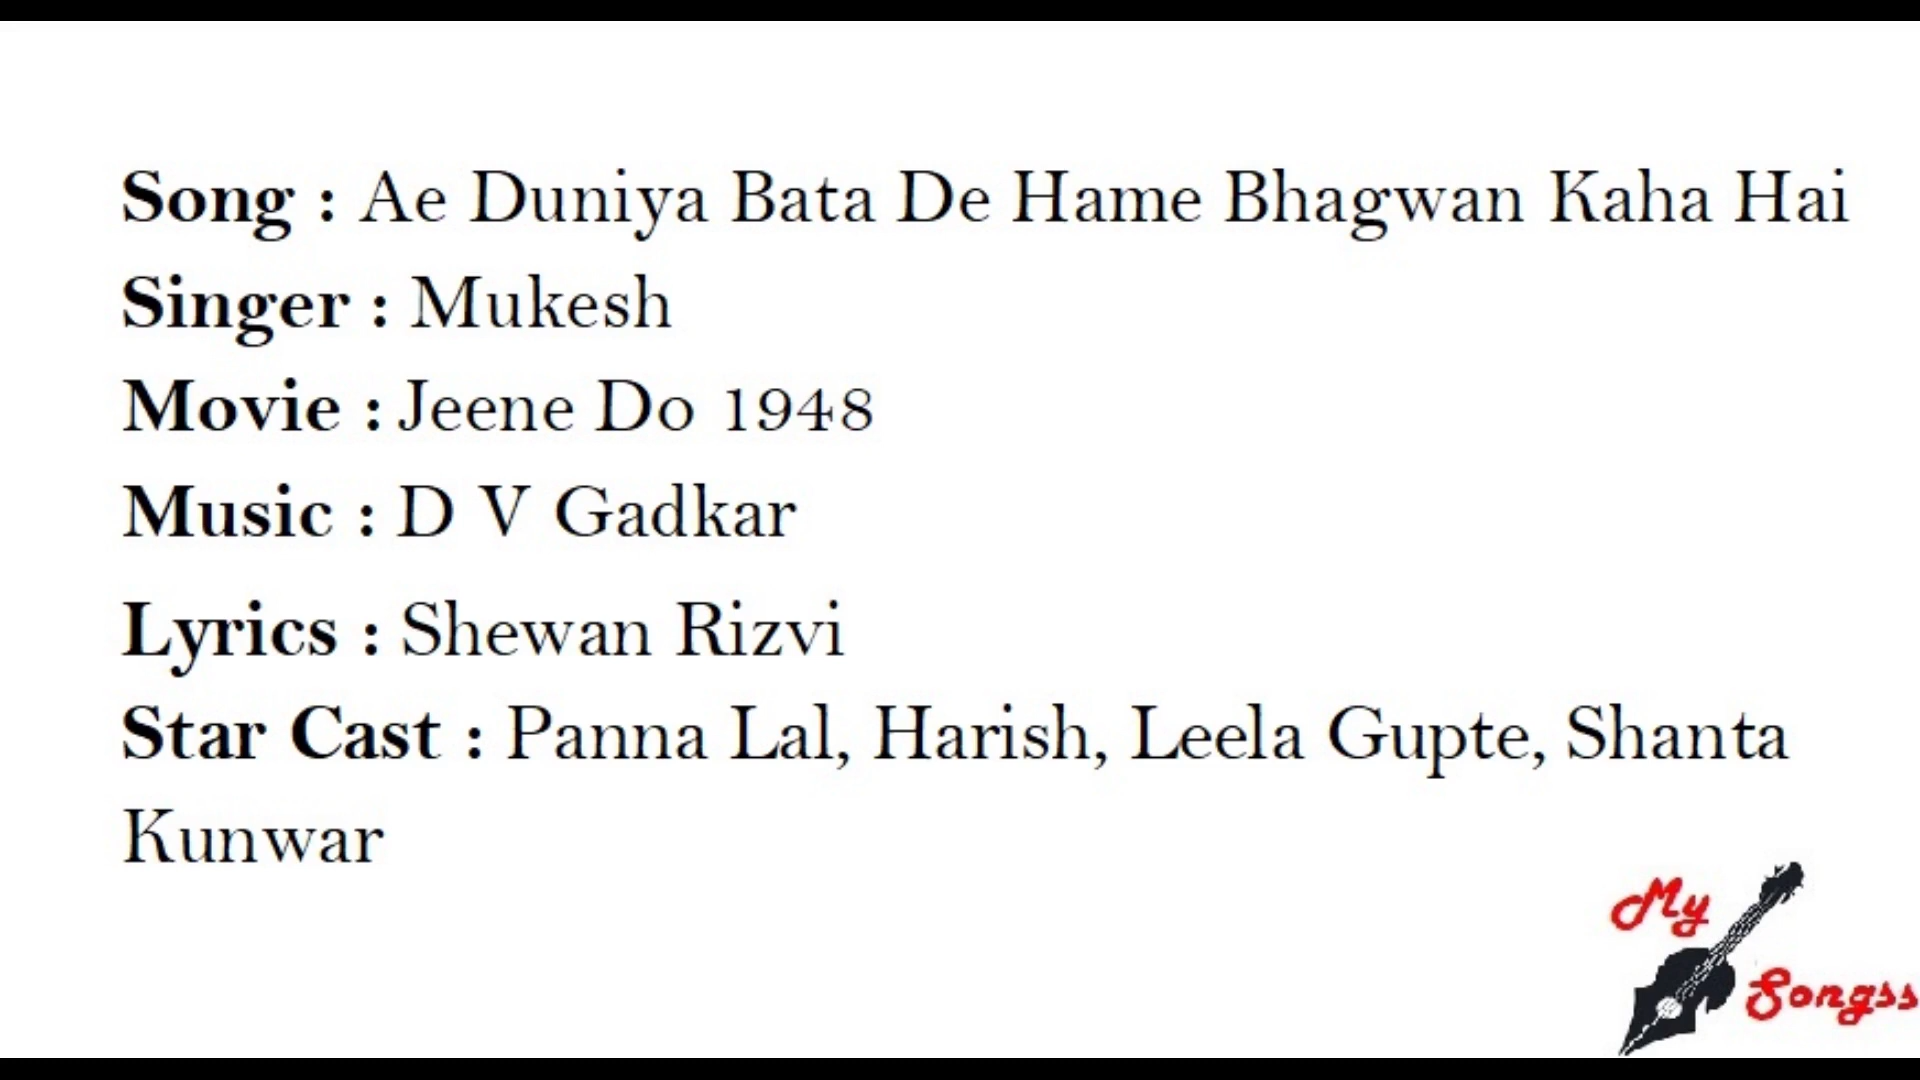 Song : Ae Duniya Bata De Hame Bhagwan Kaha Hai
Singer : Mukesh
Movie : Jeene Do 1948
Music : D V Gadkar
Lyrics : Shewan Rizvi
Star Cast : Panna Lal, Harish, Leela Gupte, Shanta
Kunwar
My
Songss